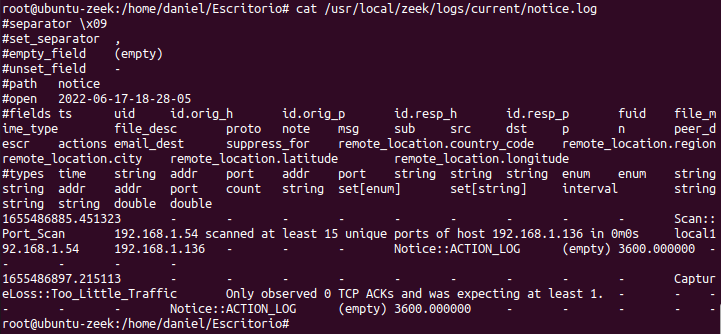 root@ubuntu-zeek:/home/daniel/Escritorio# cat /usr/local/zeek/logs/current/notice.log
#separator \x09
#set_separator  ,
#empty_field    (empty)
#unset_field    -
#path   notice
#open   2022-06-17-18-28-05
#fields ts      uid     id.orig_h       id.orig_p       id.resp_h       id.resp_p       fuid    file_m
ime_type        file_desc       proto   note    msg     sub     src     dst     p       n       peer_d
escr    actions email_dest      suppress_for    remote_location.country_code    remote_location.region
remote_location.city    remote_location.latitude        remote_location.longitude
#types  time    string  addr    port    addr    port    string  string  string  enum    enum    string
string  addr    addr    port    count   string  set[enum]       set[string]     interval        string
string  string  double  double
1655486885.451323       -       -       -       -       -       -       -       -       -       Scan::
Port_Scan       192.168.1.54 scanned at least 15 unique ports of host 192.168.1.136 in 0m0s     local1
92.168.1.54     192.168.1.136   -       -       -       Notice::ACTION_LOG      (empty) 3600.000000  -
-       -       -       -
1655486897.215113       -       -       -       -       -       -       -       -       -       Captur
eLoss::Too_Little_Traffic       Only observed 0 TCP ACKs and was expecting at least 1.  -       -    -
-       -       -       Notice::ACTION_LOG      (empty) 3600.000000     -       -       -       -    -
root@ubuntu-zeek:/home/daniel/Escritorio#